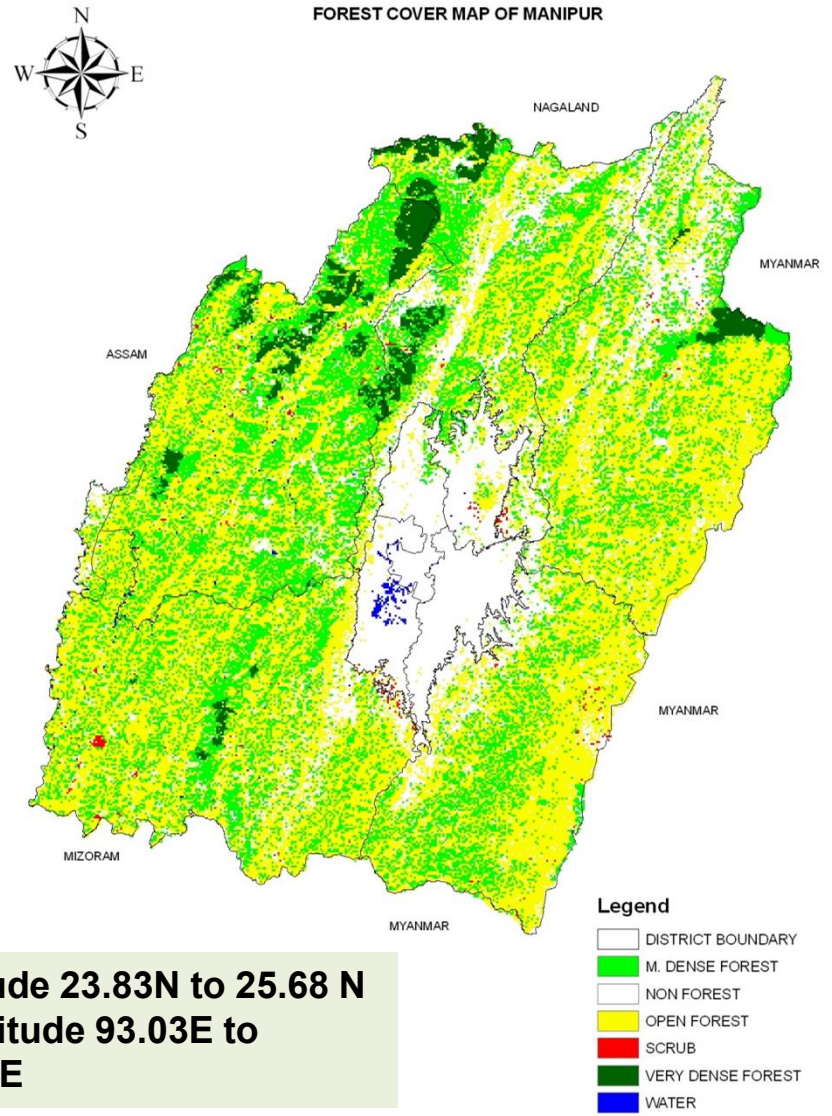 FOREST COVER MAP OF MANIPUR
N
W E
S
NAGALAND
MYANMAR
ASSAM
MYANMAR
MIZORAM
MYANMAR
Legend
DISTRICT BOUNDARY
M. DENSE FOREST
NON FOREST
OPEN FOREST
SCRUB
VERY DENSE FOREST
WATER
ude 23.83N to 25.68 N
itude 93.03E to
E